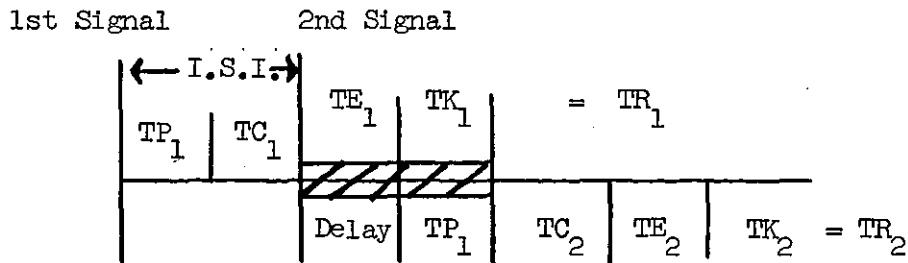 1st Signal 2nd Signal
I.S.I.
TE₁ TK₁ = TR₁
TP₁ TC₁
Delay TP₁ TC₂ TE₂ TK₂ = TR₂